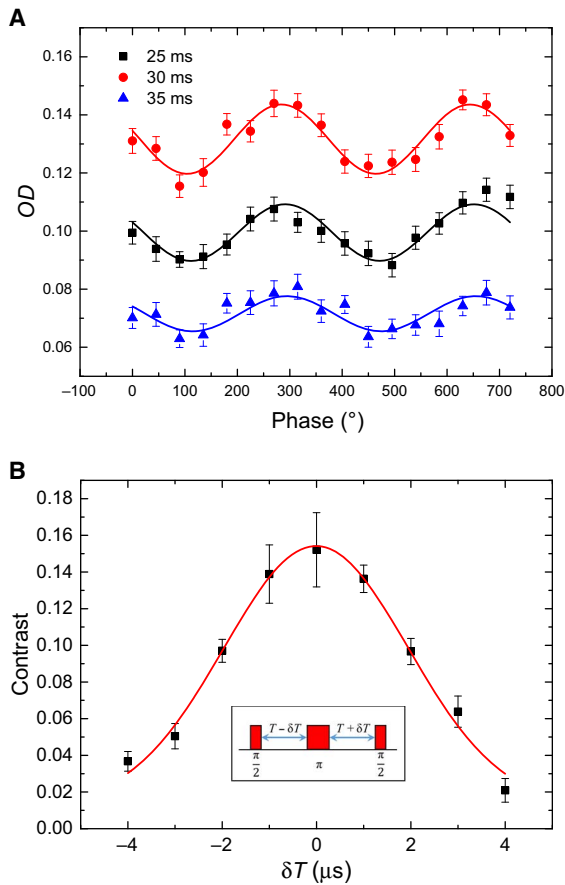 A
25 ms
30 ms
35 ms
0.16
0.14
0.12
0.10
0.08
0.06
OD
−100 0 100 200 300 400 500 600 700 800
Phase (°)
B
0.18
0.16
0.14
0.12
0.10
0.08
0.06
0.04
0.02
0.00
Contrast
T − δT
T + δT
π/2 π π/2
−4 −2 0 2 4
δT (μs)